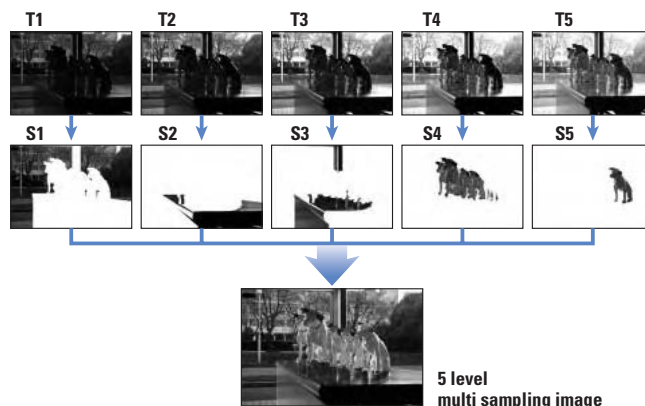 T1 T2 T3 T4 T5
S1 S2 S3 S4 S5
5 level
multi sampling image